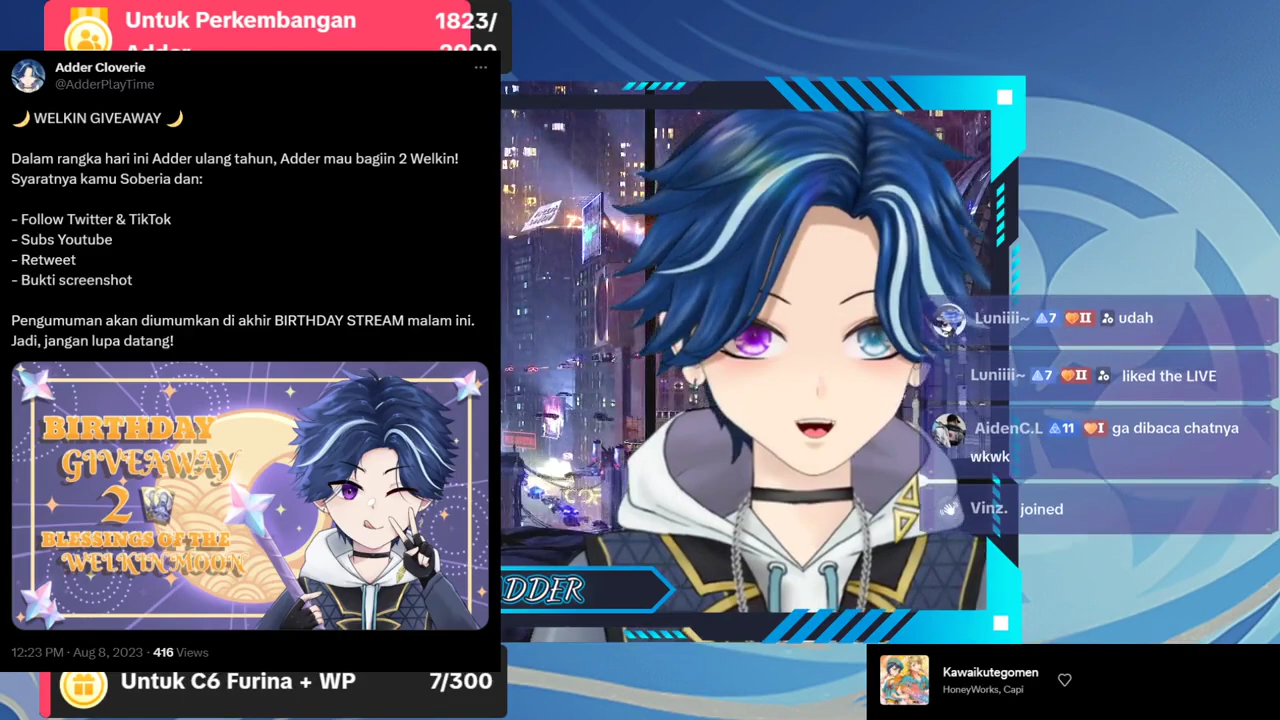 Untuk Perkembangan
1823/
Adder
2000
Adder Cloverie
@AdderPlayTime
🌙 WELKIN GIVEAWAY 🌙
Dalam rangka hari ini Adder ulang tahun, Adder mau bagiin 2 Welkin!
Syaratnya kamu Soberia dan:
- Follow Twitter & TikTok
- Subs Youtube
- Retweet
- Bukti screenshot
Pengumuman akan diumumkan di akhir BIRTHDAY STREAM malam ini.
Jadi, jangan lupa datang!
BIRTHDAY
GIVEAWAY
2
BLESSINGS OF THE
WELKIN MOON
12:23 PM · Aug 8, 2023 · 416 Views
Untuk C6 Furina + WP
7/300
ADDER
Luniiii~ 7 II udah
Luniiii~ 7 II liked the LIVE
AidenC.L 11 I ga dibaca chatnya
wkwk
Vinz. joined
Kawaikutegomen
HoneyWorks, Capi